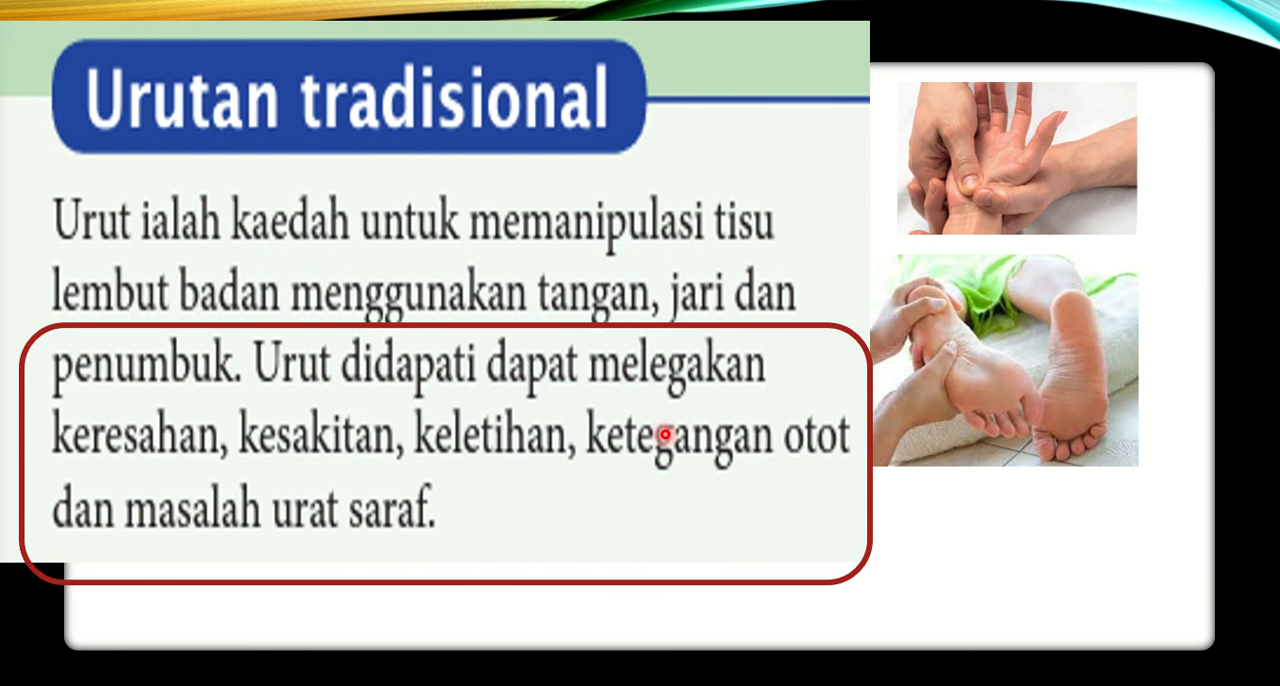 Urutan tradisional
Urut ialah kaedah untuk memanipulasi tisu
lembut badan menggunakan tangan, jari dan
penumbuk. Urut didapati dapat melegakan
keresahan, kesakitan, keletihan, ketegangan otot
dan masalah urat saraf.